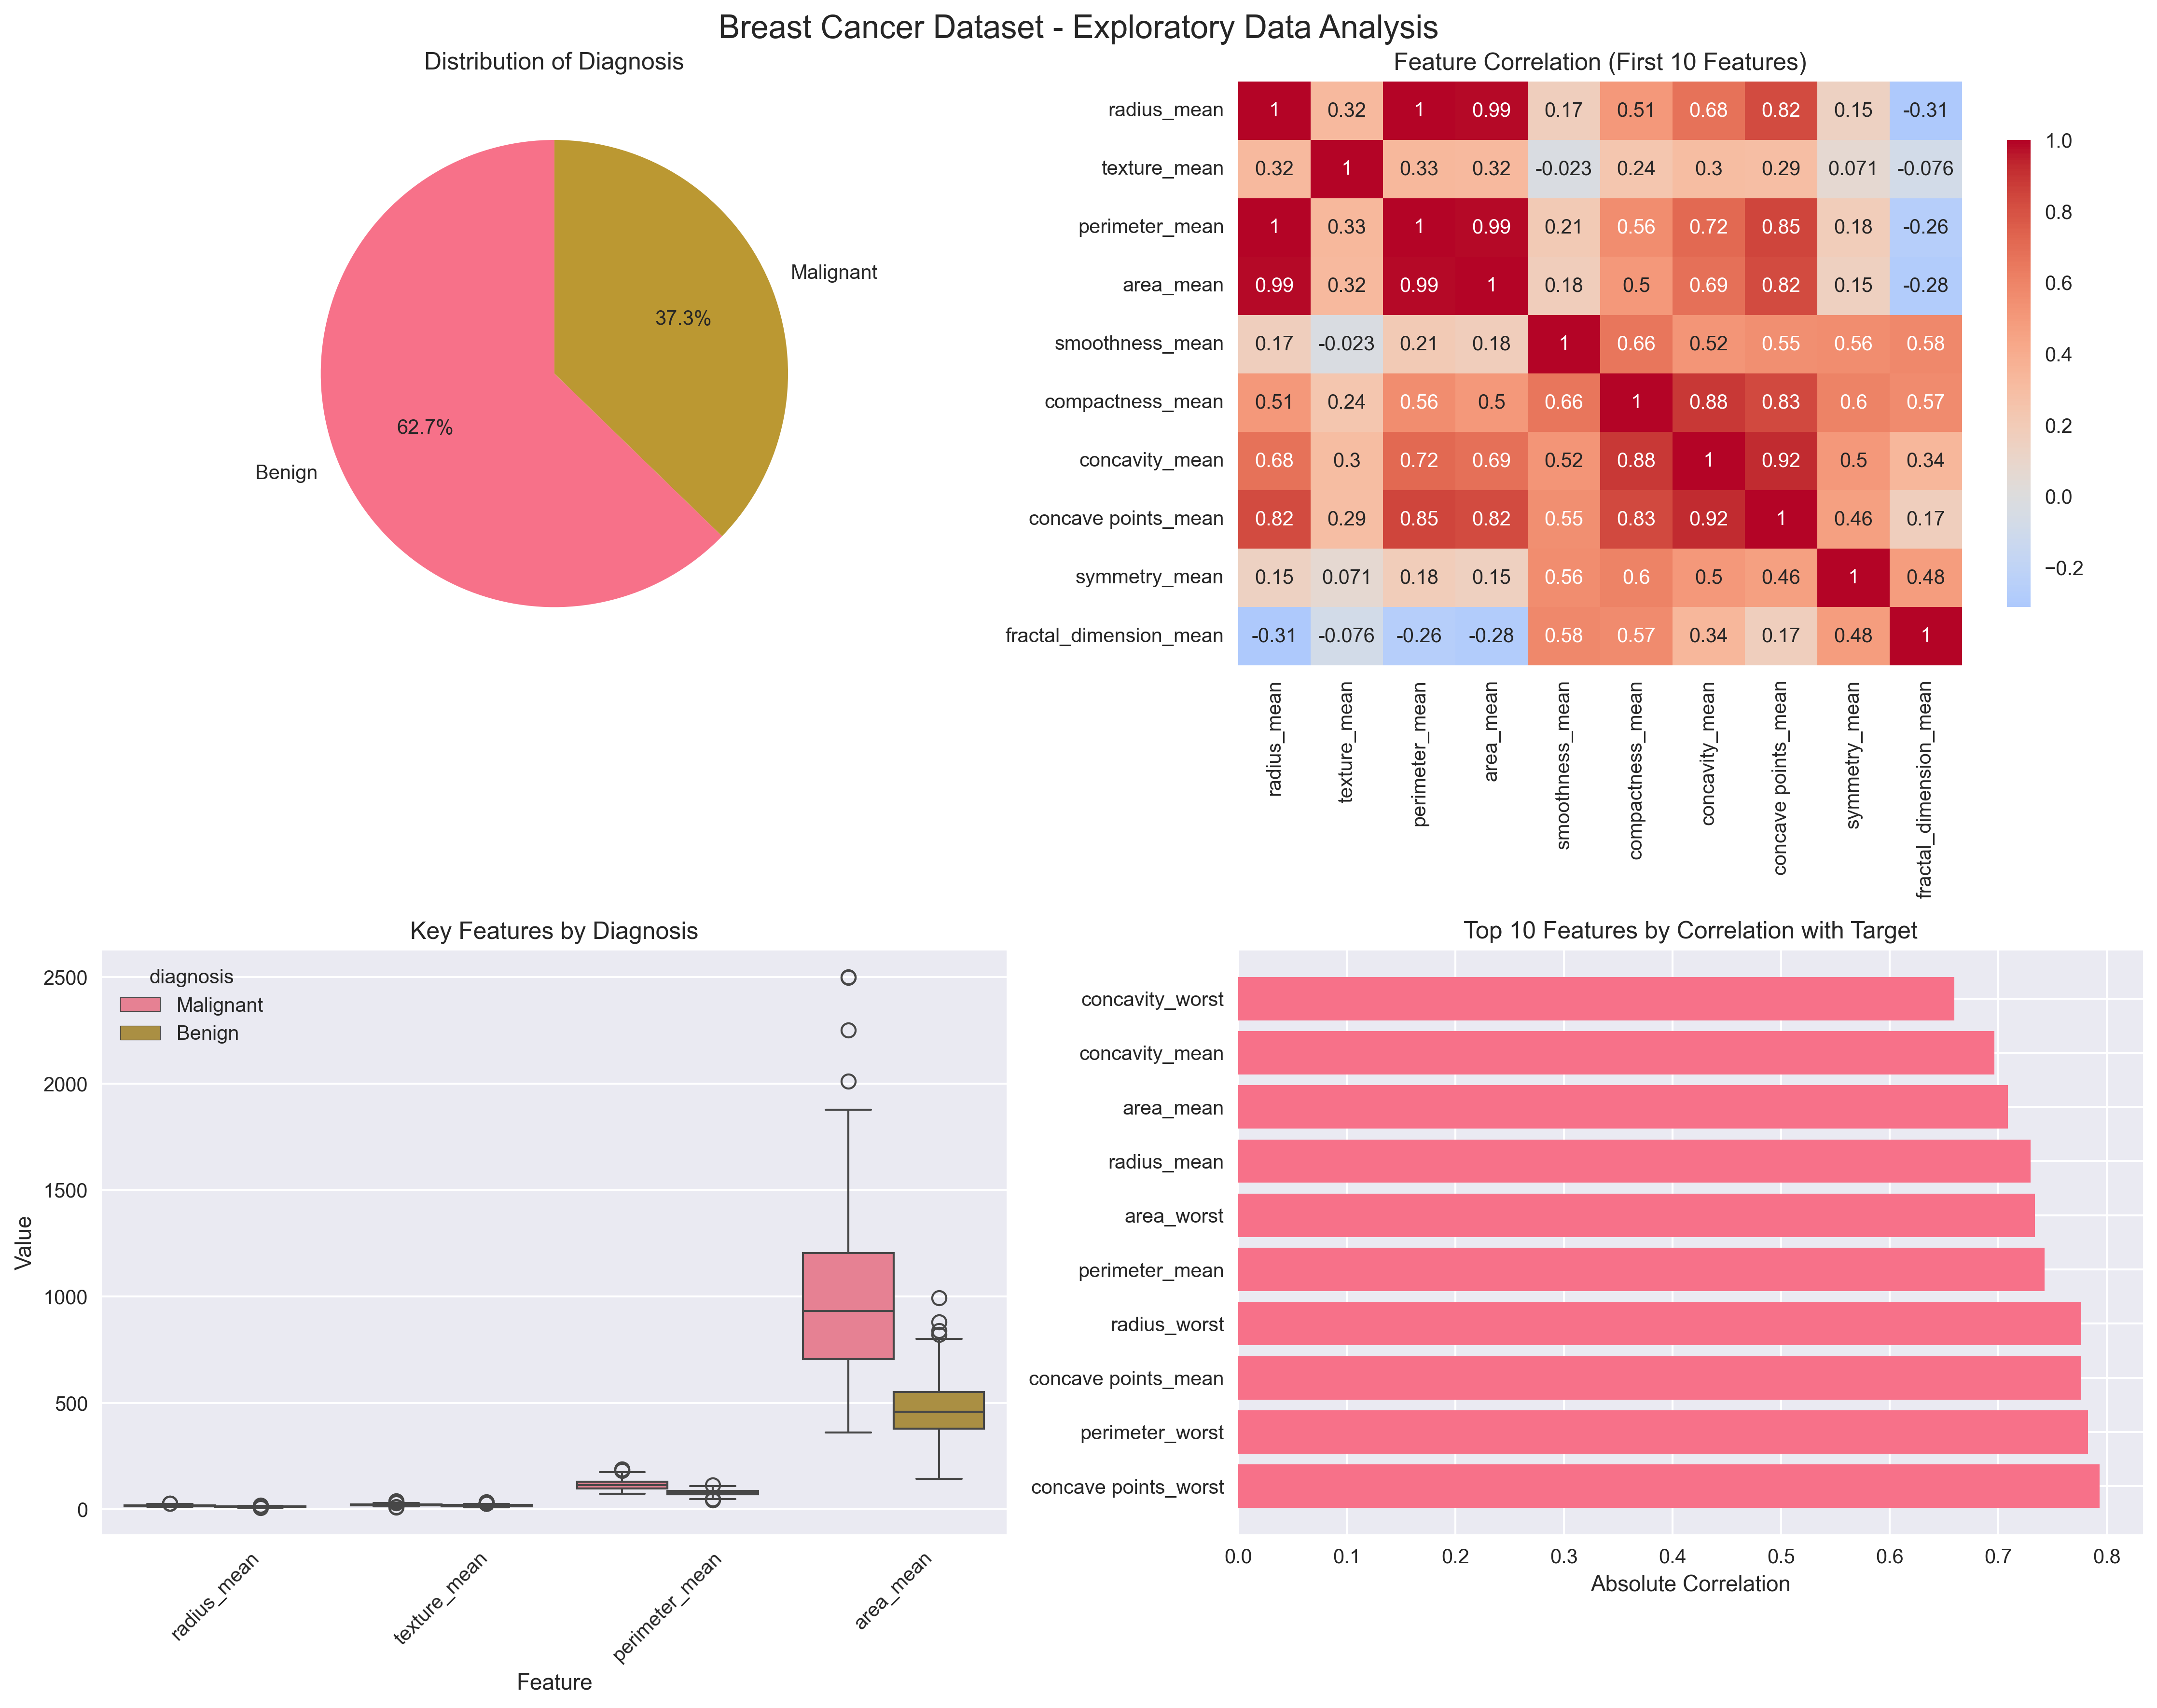 Breast Cancer Dataset - Exploratory Data Analysis
Distribution of Diagnosis
Malignant
37.3%
62.7%
Benign
Feature Correlation (First 10 Features)
radius_mean 1 0.32 1 0.99 0.17 0.51 0.68 0.82 0.15 -0.31
texture_mean 0.32 1 0.33 0.32 -0.023 0.24 0.3 0.29 0.071 -0.076
perimeter_mean 1 0.33 1 0.99 0.21 0.56 0.72 0.85 0.18 -0.26
area_mean 0.99 0.32 0.99 1 0.18 0.5 0.69 0.82 0.15 -0.28
smoothness_mean 0.17 -0.023 0.21 0.18 1 0.66 0.52 0.55 0.56 0.58
compactness_mean 0.51 0.24 0.56 0.5 0.66 1 0.88 0.83 0.6 0.57
concavity_mean 0.68 0.3 0.72 0.69 0.52 0.88 1 0.92 0.5 0.34
concave points_mean 0.82 0.29 0.85 0.82 0.55 0.83 0.92 1 0.46 0.17
symmetry_mean 0.15 0.071 0.18 0.15 0.56 0.6 0.5 0.46 1 0.48
fractal_dimension_mean -0.31 -0.076 -0.26 -0.28 0.58 0.57 0.34 0.17 0.48 1
radius_mean
texture_mean
perimeter_mean
area_mean
smoothness_mean
compactness_mean
concavity_mean
concave points_mean
symmetry_mean
fractal_dimension_mean
1.0
0.8
0.6
0.4
0.2
0.0
−0.2
Key Features by Diagnosis
diagnosis
Malignant
Benign
2500
2000
1500
1000
500
0
Value
radius_mean
texture_mean
perimeter_mean
area_mean
Feature
Top 10 Features by Correlation with Target
concavity_worst
concavity_mean
area_mean
radius_mean
area_worst
perimeter_mean
radius_worst
concave points_mean
perimeter_worst
concave points_worst
0.0 0.1 0.2 0.3 0.4 0.5 0.6 0.7 0.8
Absolute Correlation